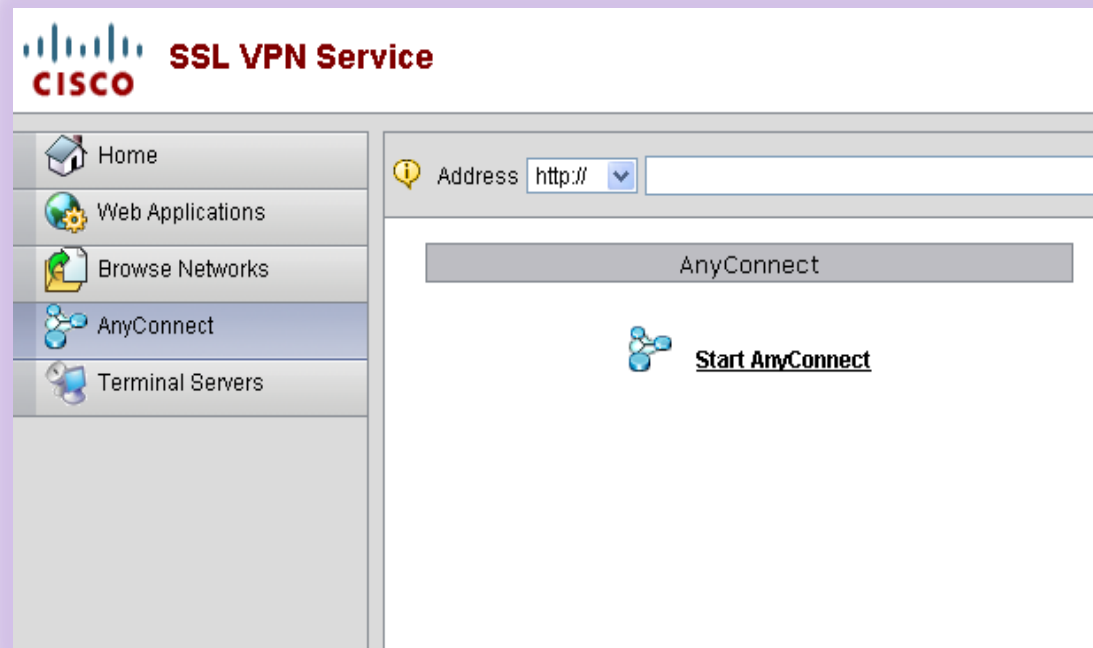 CISCO
SSL VPN Service
Home
Web Applications
Browse Networks
AnyConnect
Terminal Servers
Address http://
AnyConnect
Start AnyConnect